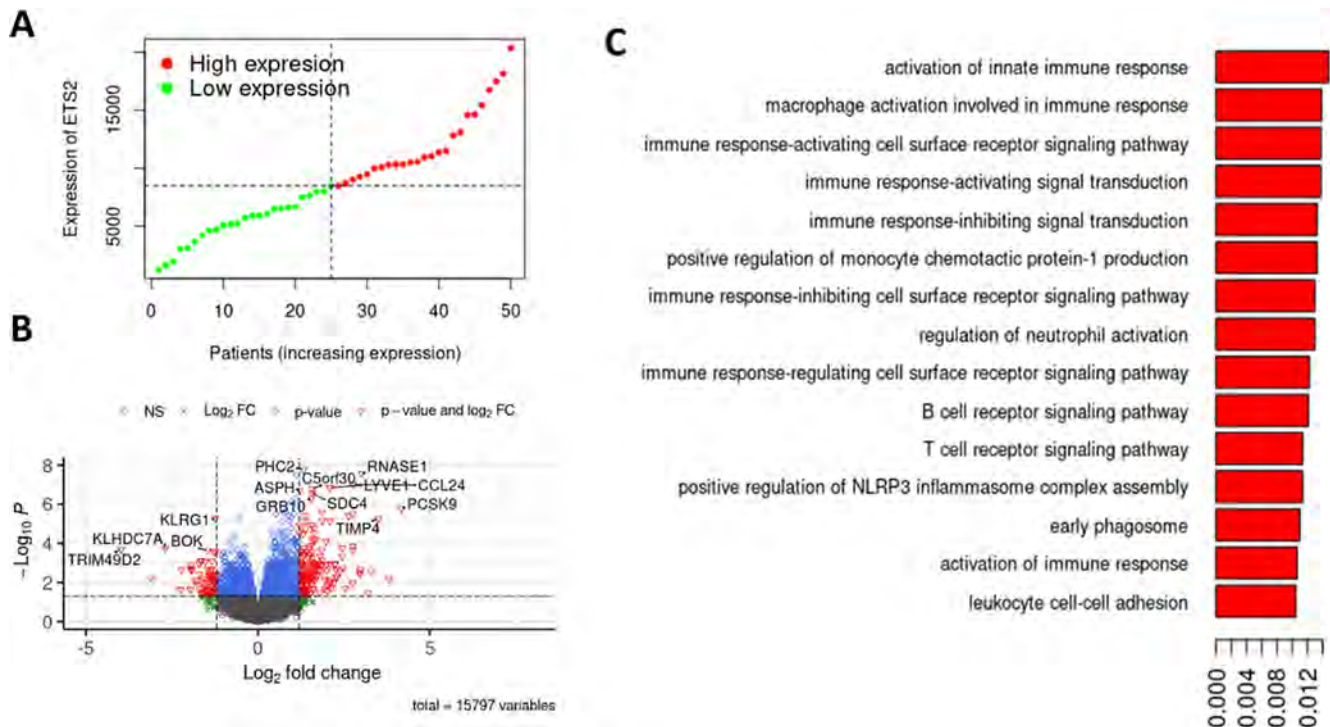 A
High expresion
Low expression
Expression of ETS2
15000
5000
0 10 20 30 40 50
Patients (increasing expression)
B
NS Log2 FC p-value p – value and log2 FC
8
6
4
2
0
– Log10 P
PHC2
RNASE1
C5orf30
LYVE1
CCL24
ASPH
GRB10
SDC4
PCSK9
TIMP4
KLRG1
KLHDC7A
BOK
TRIM49D2
-5 0 5
Log2 fold change
total = 15797 variables
C
activation of innate immune response
macrophage activation involved in immune response
immune response-activating cell surface receptor signaling pathway
immune response-activating signal transduction
immune response-inhibiting signal transduction
positive regulation of monocyte chemotactic protein-1 production
immune response-inhibiting cell surface receptor signaling pathway
regulation of neutrophil activation
immune response-regulating cell surface receptor signaling pathway
B cell receptor signaling pathway
T cell receptor signaling pathway
positive regulation of NLRP3 inflammasome complex assembly
early phagosome
activation of immune response
leukocyte cell-cell adhesion
0.000
0.004
0.008
0.012